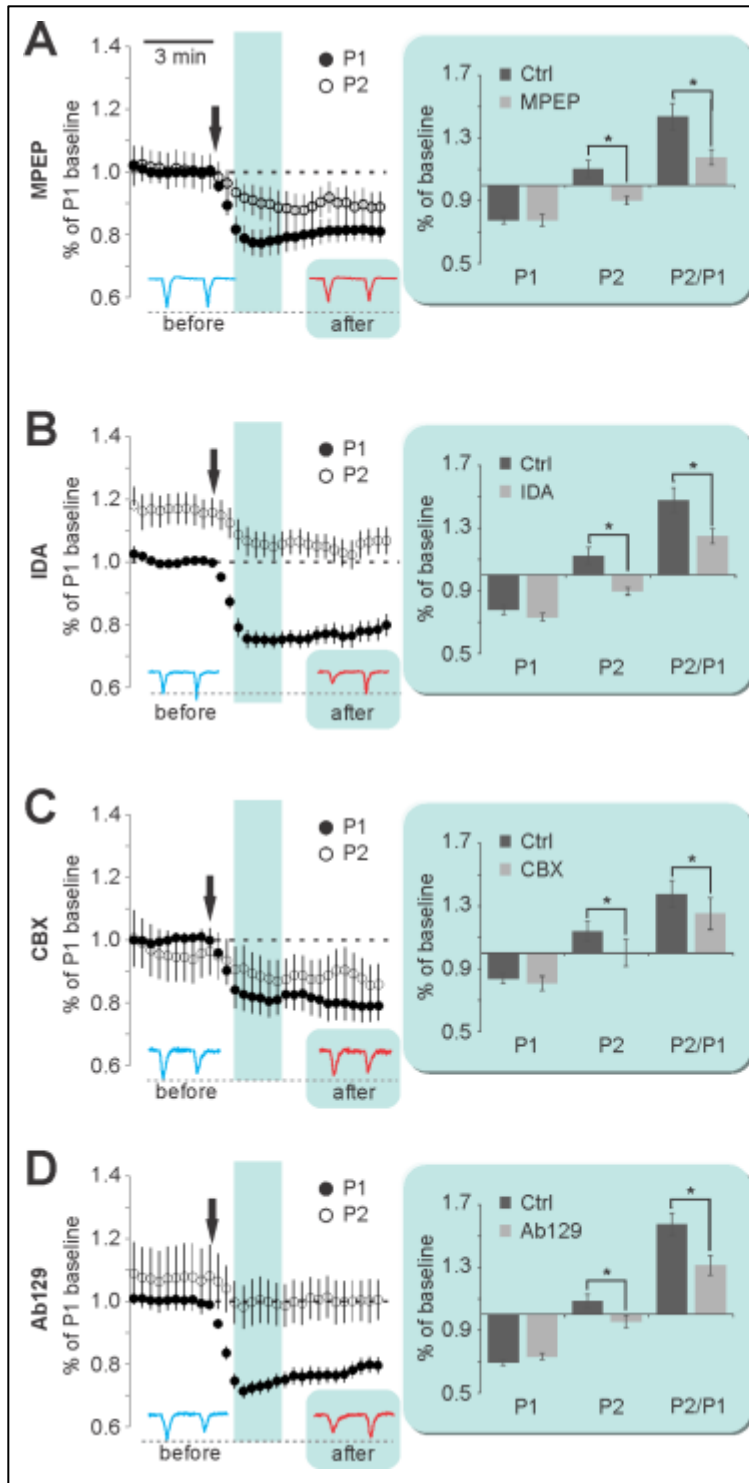 A
MPEP
% of P1 baseline
1.4
1.2
1.0
0.8
0.6
3 min
P1
P2
before
after
% of baseline
1.7
1.3
0.9
0.5
Ctrl
MPEP
*
*
P1
P2
P2/P1
B
IDA
% of P1 baseline
1.4
1.2
1.0
0.8
0.6
P1
P2
before
after
% of baseline
1.7
1.3
0.9
0.5
Ctrl
IDA
*
*
P1
P2
P2/P1
C
CBX
% of P1 baseline
1.4
1.2
1.0
0.8
0.6
P1
P2
before
after
% of baseline
1.7
1.3
0.9
0.5
Ctrl
CBX
*
*
P1
P2
P2/P1
D
Ab129
% of P1 baseline
1.4
1.2
1.0
0.8
0.6
P1
P2
before
after
% of baseline
1.7
1.3
0.9
0.5
Ctrl
Ab129
*
*
P1
P2
P2/P1